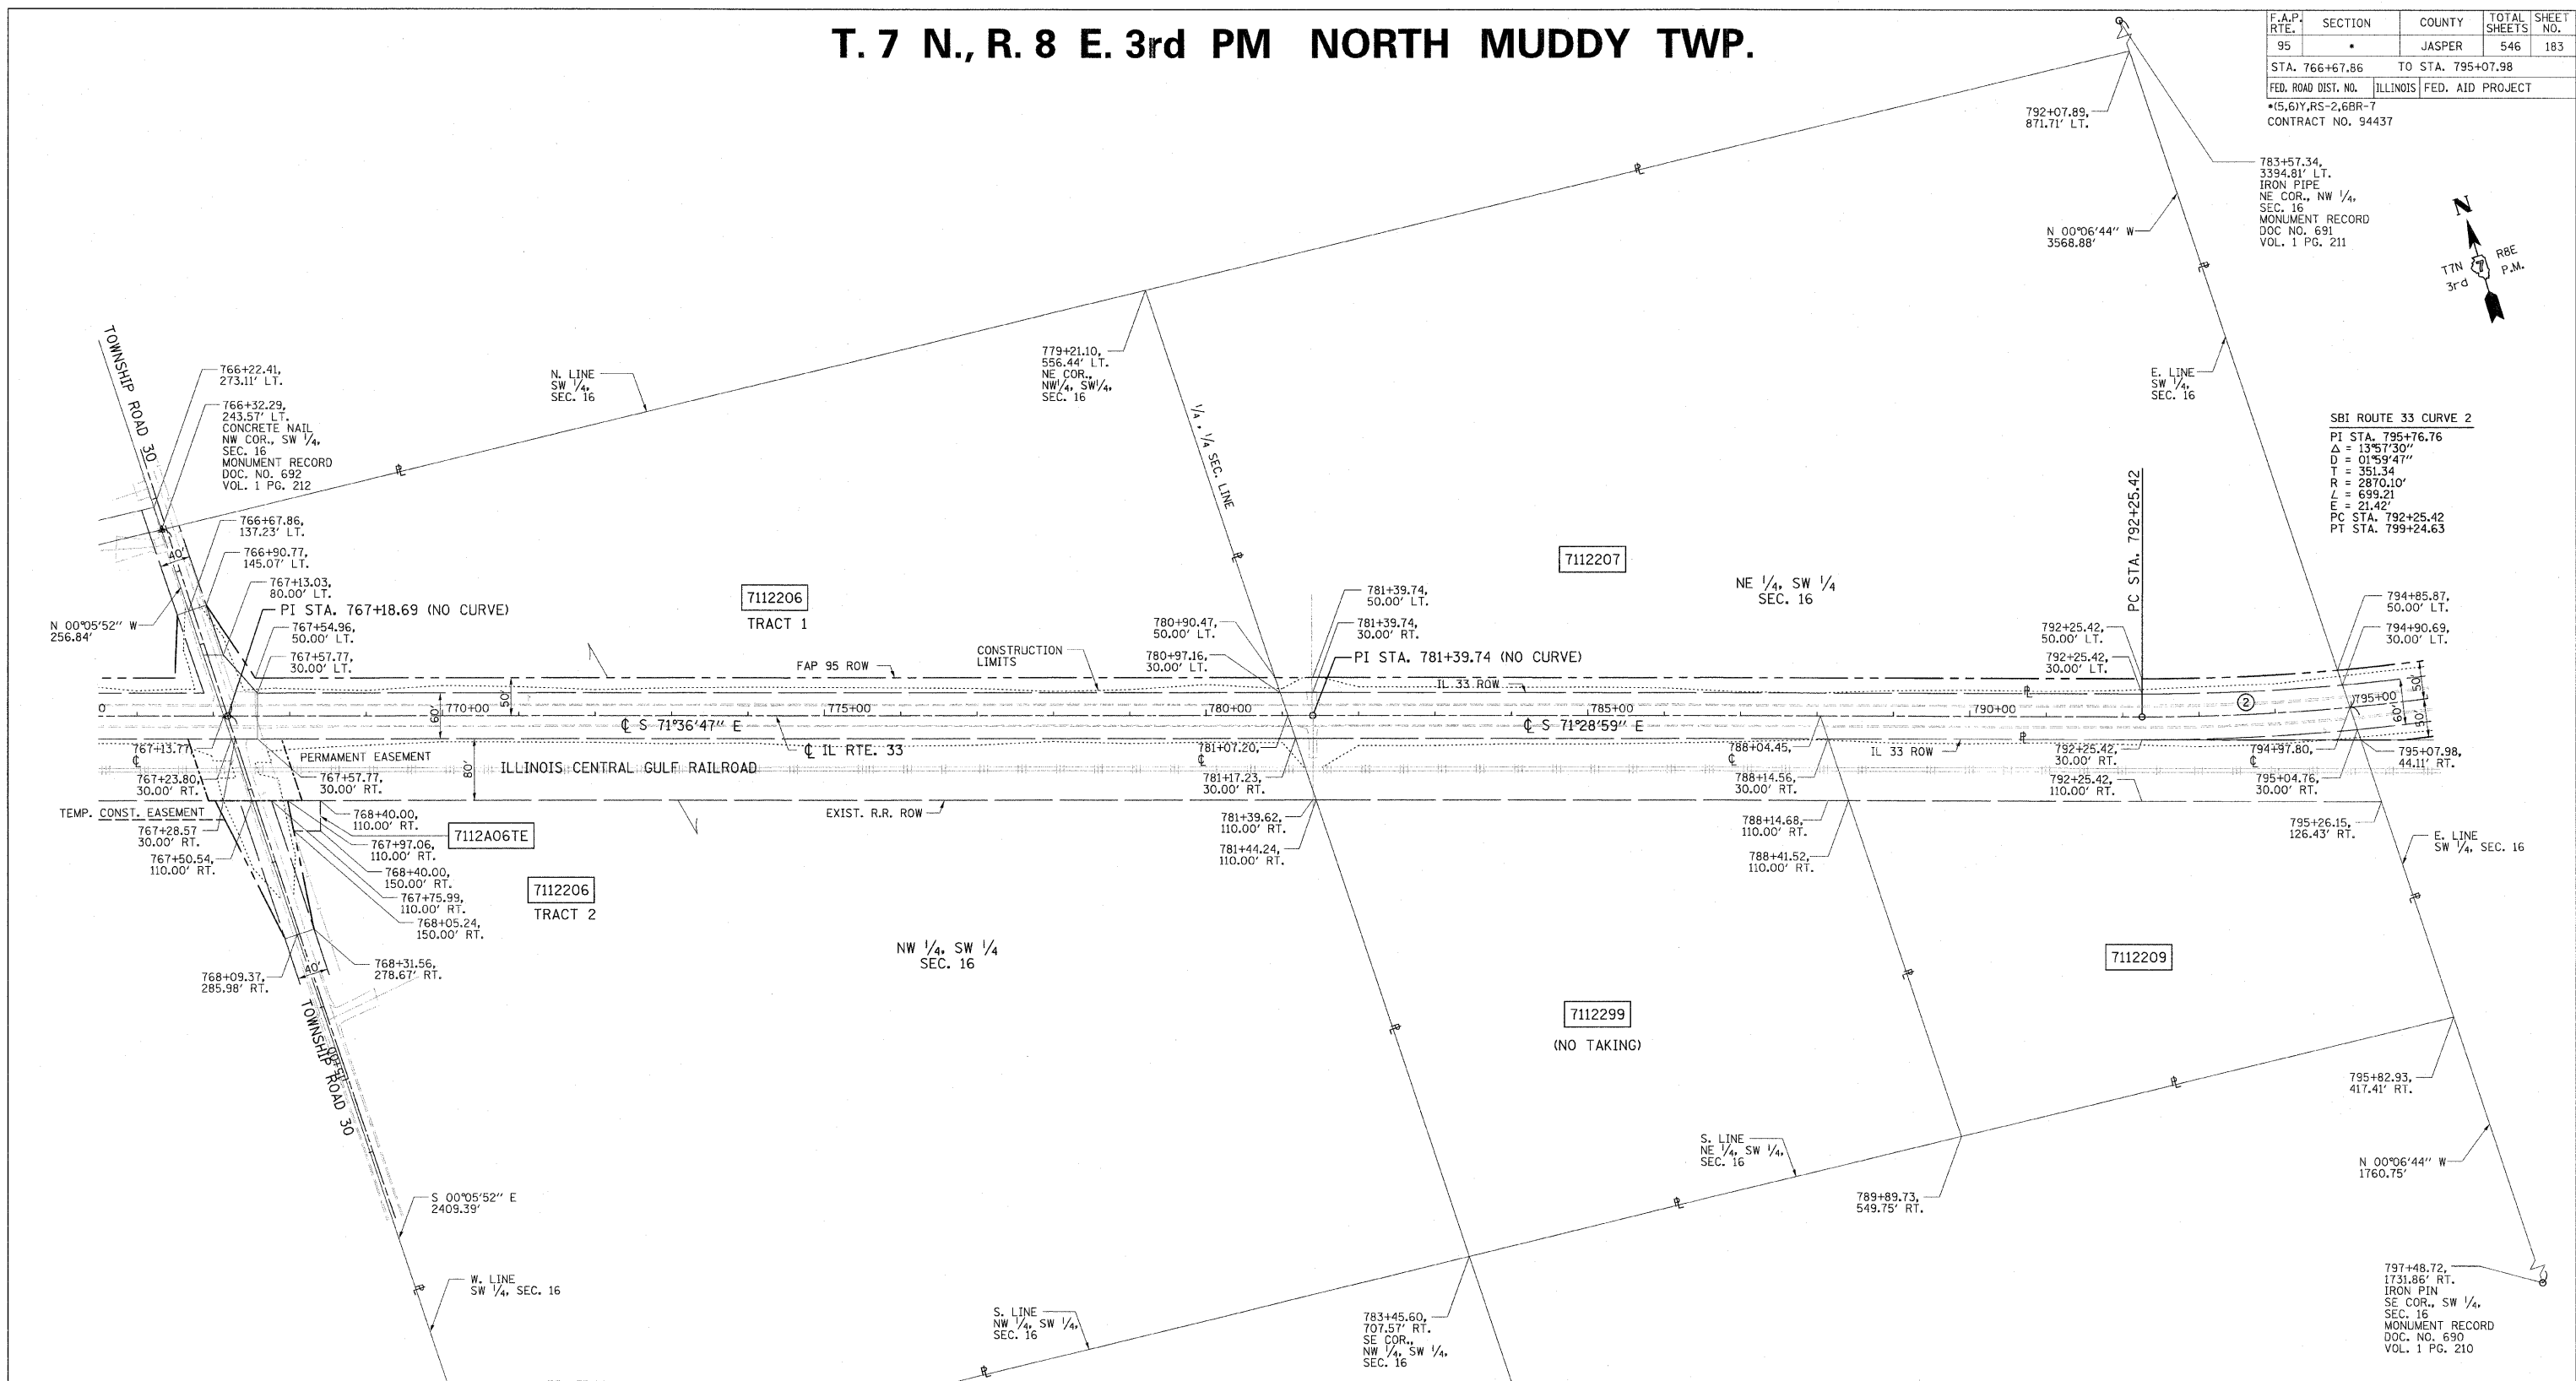 T. 7 N., R. 8 E. 3rd PM NORTH MUDDY TWP.
F.A.P. RTE. SECTION COUNTY TOTAL SHEETS SHEET NO.
95 • JASPER 546 183
STA. 766+67.86 TO STA. 795+07.98
FED. ROAD DIST. NO. ILLINOIS FED. AID PROJECT
•(5,6)Y,RS-2,6BR-7
CONTRACT NO. 94437
792+07.89,
871.71' LT.
783+57.34,
3394.81' LT.
IRON PIPE
NE COR., NW 1/4,
SEC. 16
MONUMENT RECORD
DOC NO. 691
VOL. 1 PG. 211
N
T7N R8E
3rd P.M.
7
N 00°06'44" W
3568.88'
TOWNSHIP ROAD 30
766+22.41,
273.11' LT.
766+32.29,
243.57' LT.
CONCRETE NAIL
NW COR., SW 1/4,
SEC. 16
MONUMENT RECORD
DOC. NO. 692
VOL. 1 PG. 212
N. LINE
SW 1/4,
SEC. 16
779+21.10,
556.44' LT.
NE COR.,
NW1/4, SW1/4,
SEC. 16
1/4, 1/4 SEC. LINE
E. LINE
SW 1/4,
SEC. 16
SBI ROUTE 33 CURVE 2
PI STA. 795+76.76
Δ = 13°57'30"
D = 01°59'47"
T = 351.34
R = 2870.10'
L = 699.21
E = 21.42'
PC STA. 792+25.42
PT STA. 799+24.63
PC STA. 792+25.42
766+67.86,
137.23' LT.
40'
766+90.77,
145.07' LT.
767+13.03,
80.00' LT.
PI STA. 767+18.69 (NO CURVE)
N 00°05'52" W
256.84'
767+54.96,
50.00' LT.
767+57.77,
30.00' LT.
7112206
TRACT 1
7112207
NE 1/4, SW 1/4
SEC. 16
FAP 95 ROW
CONSTRUCTION
LIMITS
780+90.47,
50.00' LT.
780+97.16,
30.00' LT.
781+39.74,
50.00' LT.
781+39.74,
30.00' RT.
PI STA. 781+39.74 (NO CURVE)
IL 33 ROW
792+25.42,
50.00' LT.
792+25.42,
30.00' LT.
794+85.87,
50.00' LT.
794+90.69,
30.00' LT.
0
770+00
775+00
780+00
785+00
790+00
795+00
2
60'
50'
50'
60'
50'
℄ S 71°36'47" E
℄ IL RTE. 33
℄ S 71°28'59" E
767+13.77
℄
767+23.80
30.00' RT.
PERMAMENT EASEMENT
767+57.77
30.00' RT.
80'
ILLINOIS CENTRAL GULF RAILROAD
781+07.20
℄
781+17.23
30.00' RT.
788+04.45
℄
788+14.56
30.00' RT.
IL 33 ROW
792+25.42,
30.00' RT.
792+25.42
110.00' RT.
794+97.80
℄
795+04.76
30.00' RT.
795+07.98,
44.11' RT.
TEMP. CONST. EASEMENT
767+28.57
30.00' RT.
767+50.54,
110.00' RT.
768+40.00,
110.00' RT.
7112A06TE
767+97.06,
110.00' RT.
768+40.00,
150.00' RT.
767+75.99,
110.00' RT.
768+05.24,
150.00' RT.
EXIST. R.R. ROW
781+39.62
110.00' RT.
781+44.24,
110.00' RT.
788+14.68,
110.00' RT.
788+41.52,
110.00' RT.
795+26.15,
126.43' RT.
E. LINE
SW 1/4, SEC. 16
7112206
TRACT 2
NW 1/4, SW 1/4
SEC. 16
768+09.37,
285.98' RT.
40'
768+31.56,
278.67' RT.
TOWNSHIP ROAD 30
7112209
7112299
(NO TAKING)
795+82.93,
417.41' RT.
S. LINE
NE 1/4, SW 1/4,
SEC. 16
789+89.73,
549.75' RT.
N 00°06'44" W
1760.75'
S 00°05'52" E
2409.39'
W. LINE
SW 1/4, SEC. 16
S. LINE
NW 1/4, SW 1/4,
SEC. 16
783+45.60,
707.57' RT.
SE COR.,
NW 1/4, SW 1/4,
SEC. 16
797+48.72,
1731.86' RT.
IRON PIN
SE COR., SW 1/4,
SEC. 16
MONUMENT RECORD
DOC. NO. 690
VOL. 1 PG. 210